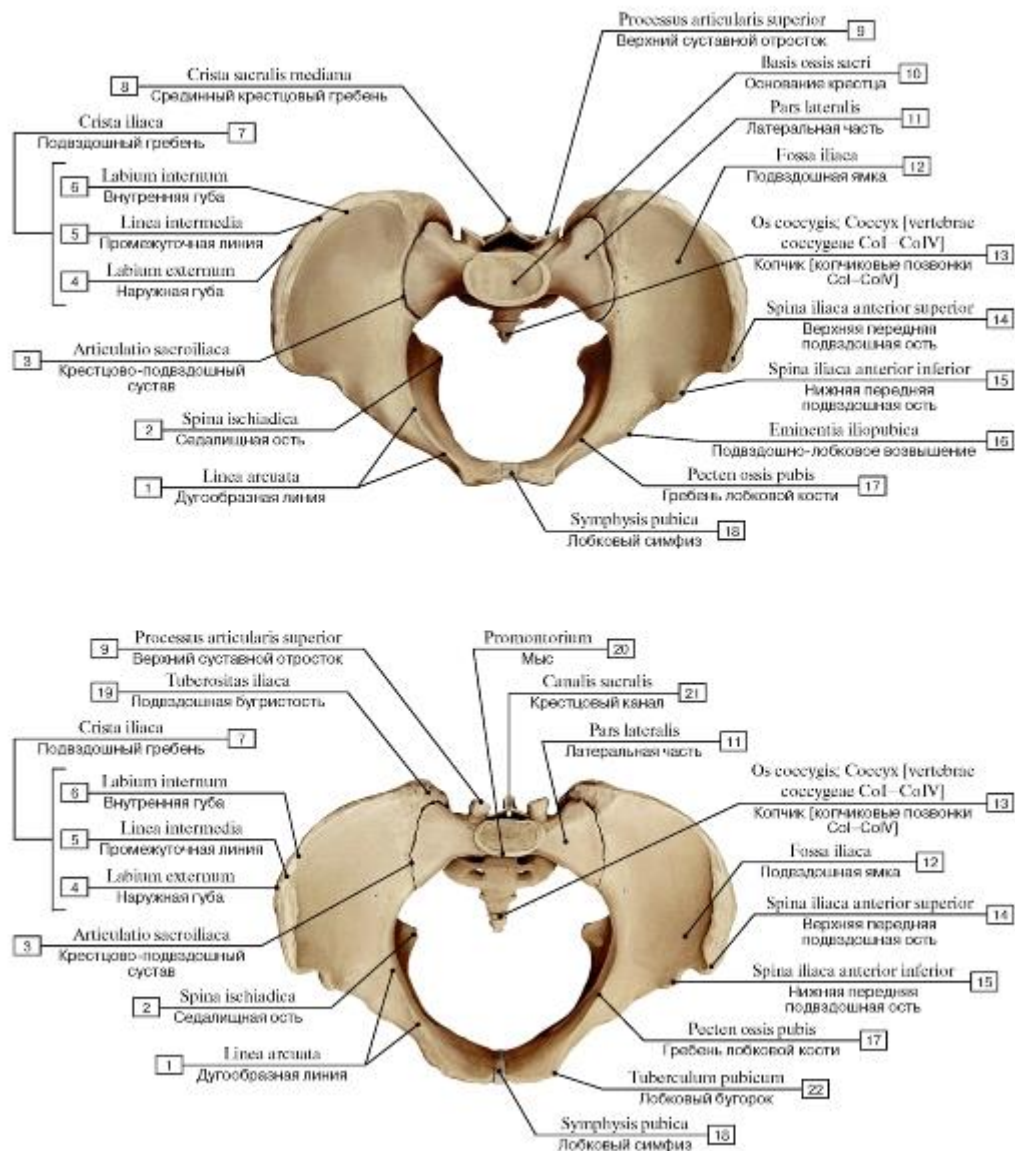 Processus articularis superior
Верхний суставной отросток
9
Crista sacralis mediana
Срединный крестцовый гребень
8
Basis ossis sacri
Основание крестца
10
Crista iliaca
Подвздошный гребень
7
Pars lateralis
Латеральная часть
11
6
Labium internum
Внутренняя губа
Fossa iliaca
Подвздошная ямка
12
5
Linea intermedia
Промежуточная линия
4
Labium externum
Наружная губа
Os coccygis; Coccyx [vertebrae
coccygeae CoI–CoIV]
Копчик [копчиковые позвонки
CoI–CoIV]
13
3
Articulatio sacroiliaca
Крестцово-подвздошный
сустав
Spina iliaca anterior superior
Верхняя передняя
подвздошная ость
14
Spina iliaca anterior inferior
Нижняя передняя
подвздошная ость
15
2
Spina ischiadica
Седалищная ость
Eminentia iliopubica
Подвздошно-лобковое возвышение
16
1
Linea arcuata
Дугообразная линия
Pecten ossis pubis
Гребень лобковой кости
17
Symphysis pubica
Лобковый симфиз
18
9
Processus articularis superior
Верхний суставной отросток
Promontorium
Мыс
20
19
Tuberositas iliaca
Подвздошная бугристость
Canalis sacralis
Крестцовый канал
21
Crista iliaca
Подвздошный гребень
7
Pars lateralis
Латеральная часть
11
6
Labium internum
Внутренняя губа
Os coccygis; Coccyx [vertebrae
coccygeae CoI–CoIV]
Копчик [копчиковые позвонки
CoI–CoIV]
13
5
Linea intermedia
Промежуточная линия
4
Labium externum
Наружная губа
Fossa iliaca
Подвздошная ямка
12
3
Articulatio sacroiliaca
Крестцово-подвздошный
сустав
Spina iliaca anterior superior
Верхняя передняя
подвздошная ость
14
2
Spina ischiadica
Седалищная ость
Spina iliaca anterior inferior
Нижняя передняя
подвздошная ость
15
1
Linea arcuata
Дугообразная линия
Pecten ossis pubis
Гребень лобковой кости
17
Tuberculum pubicum
Лобковый бугорок
22
Symphysis pubica
Лобковый симфиз
18